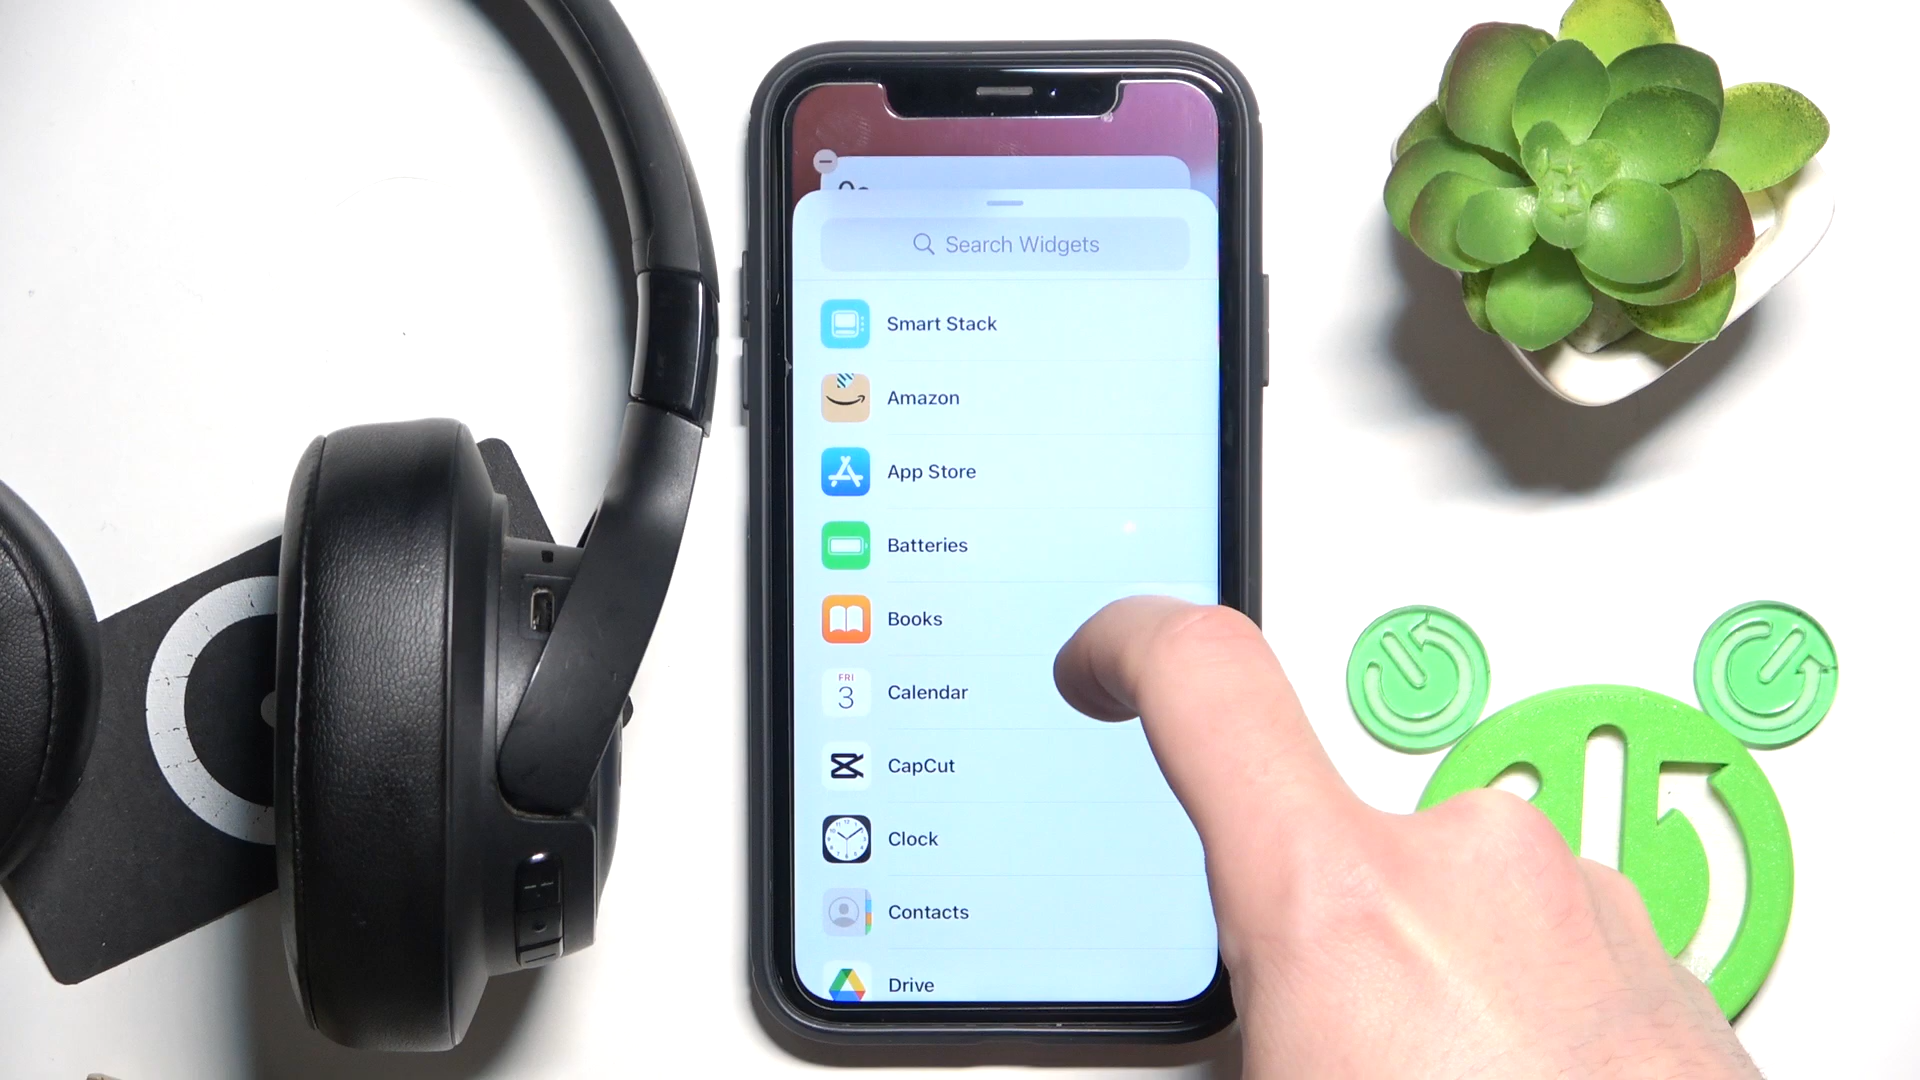 Search Widgets
Smart Stack
Amazon
App Store
Batteries
Books
FRI
3
Calendar
CapCut
Clock
Contacts
Drive